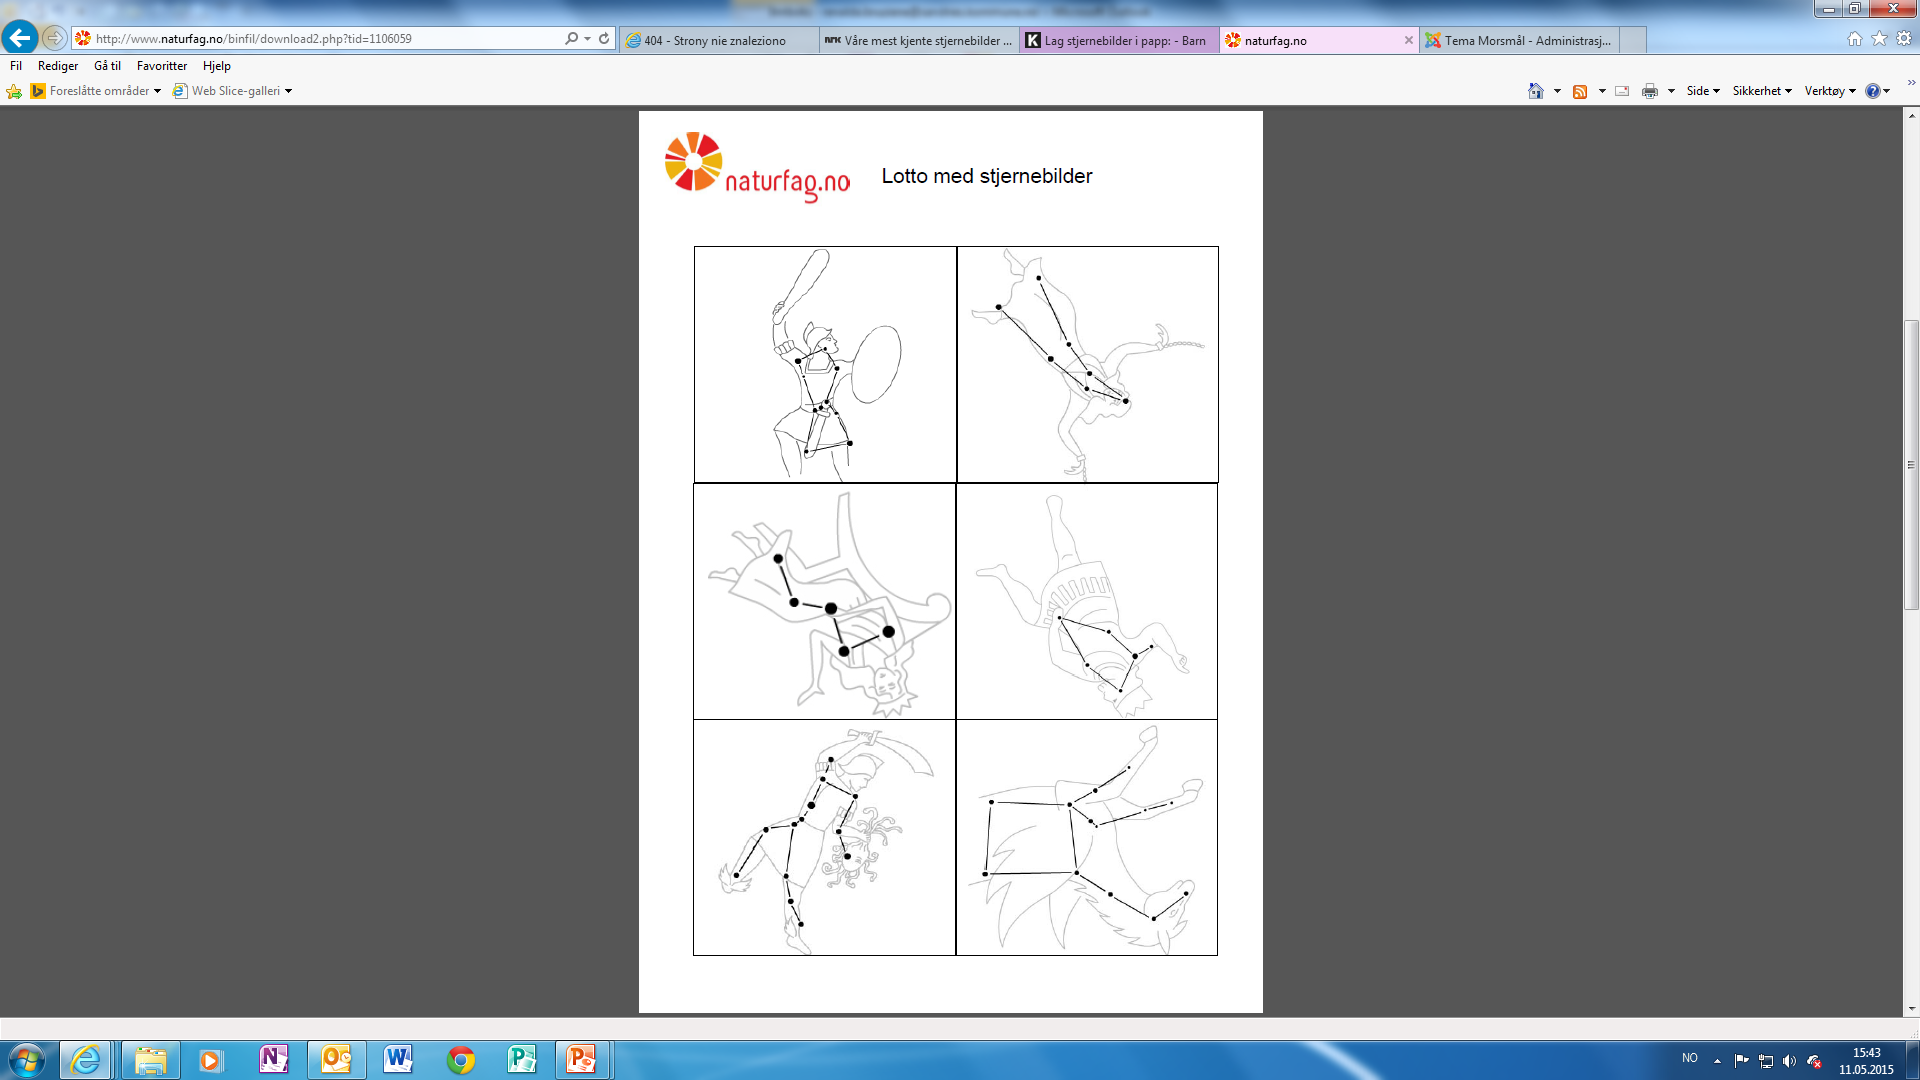 http://www.naturfag.no/binfil/download2.php?tid=1106059
404 - Strony nie znaleziono
nrk Våre mest kjente stjernebilder ...
K Lag stjernebilder i papp: - Barn
naturfag.no
Tema Morsmål - Administrasj...
Fil Rediger Gå til Favoritter Hjelp
Foreslåtte områder Web Slice-galleri
Side Sikkerhet Verktøy
naturfag.no
Lotto med stjernebilder
NO
15:43
11.05.2015